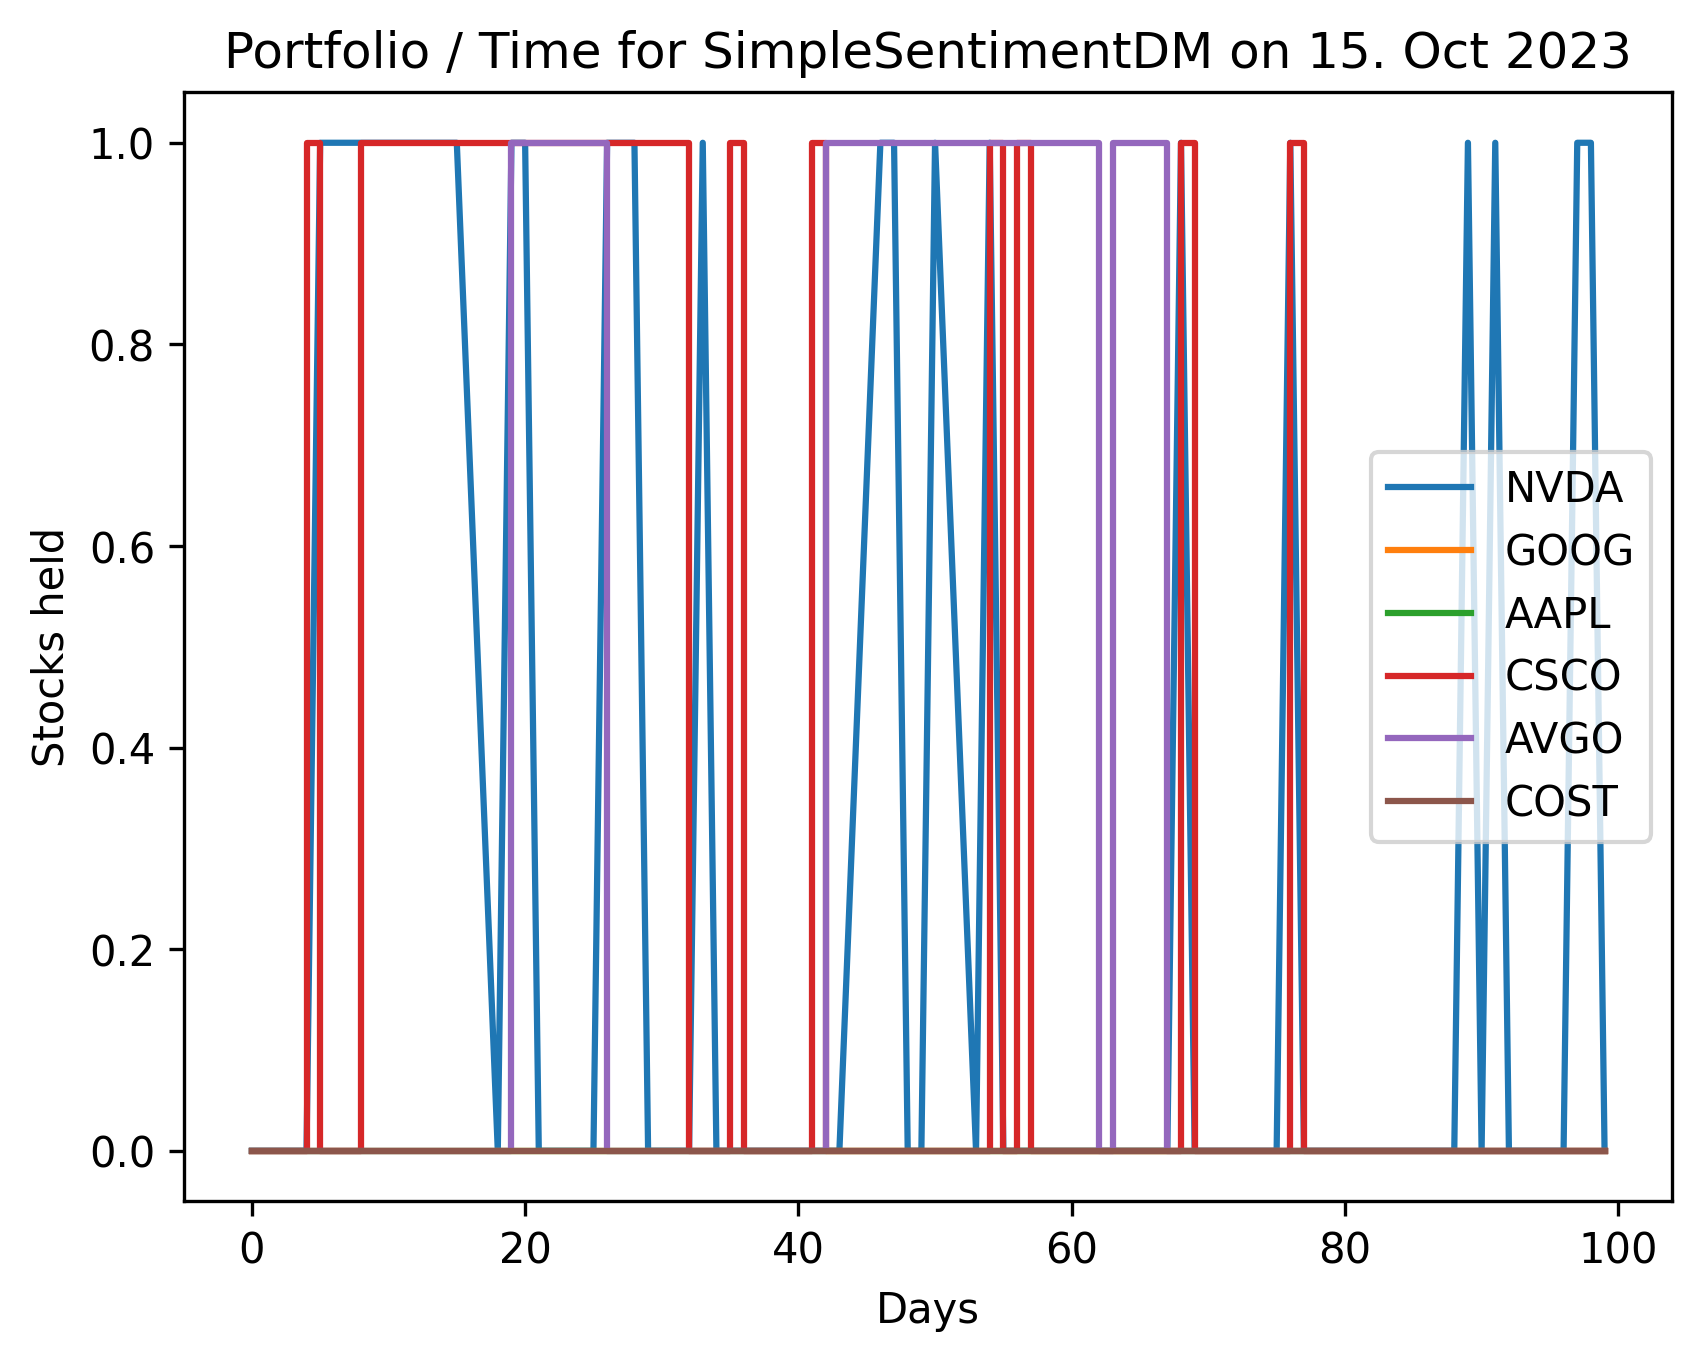 Portfolio / Time for SimpleSentimentDM on 15. Oct 2023
1.0
0.8
0.6
0.4
0.2
0.0
Stocks held
NVDA
GOOG
AAPL
CSCO
AVGO
COST
0 20 40 60 80 100
Days